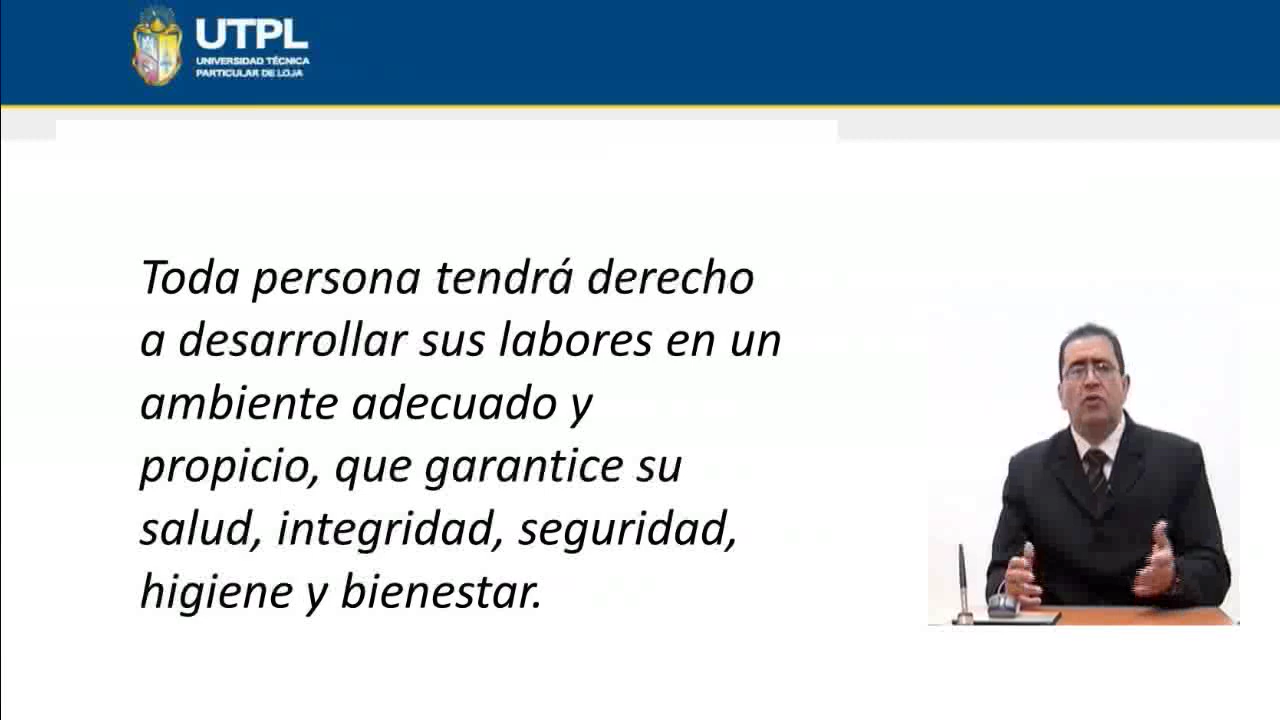 UTPL
UNIVERSIDAD TÉCNICA
PARTICULAR DE LOJA
Toda persona tendrá derecho
a desarrollar sus labores en un
ambiente adecuado y
propicio, que garantice su
salud, integridad, seguridad,
higiene y bienestar.